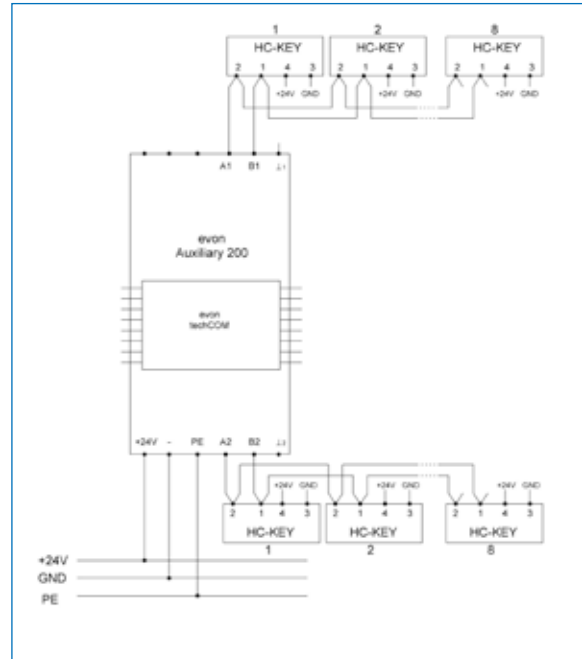 1 2 8
HC-KEY HC-KEY HC-KEY
2 1 4 3 2 1 4 3 2 1 4 3
+24V GND +24V GND +24V GND
A1 B1 ⊥1
evon
Auxiliary 200
evon
techCOM
+24V - PE A2 B2 ⊥2
+24V GND +24V GND +24V GND
2 1 4 3 2 1 4 3 2 1 4 3
HC-KEY HC-KEY HC-KEY
1 2 8
+24V
GND
PE